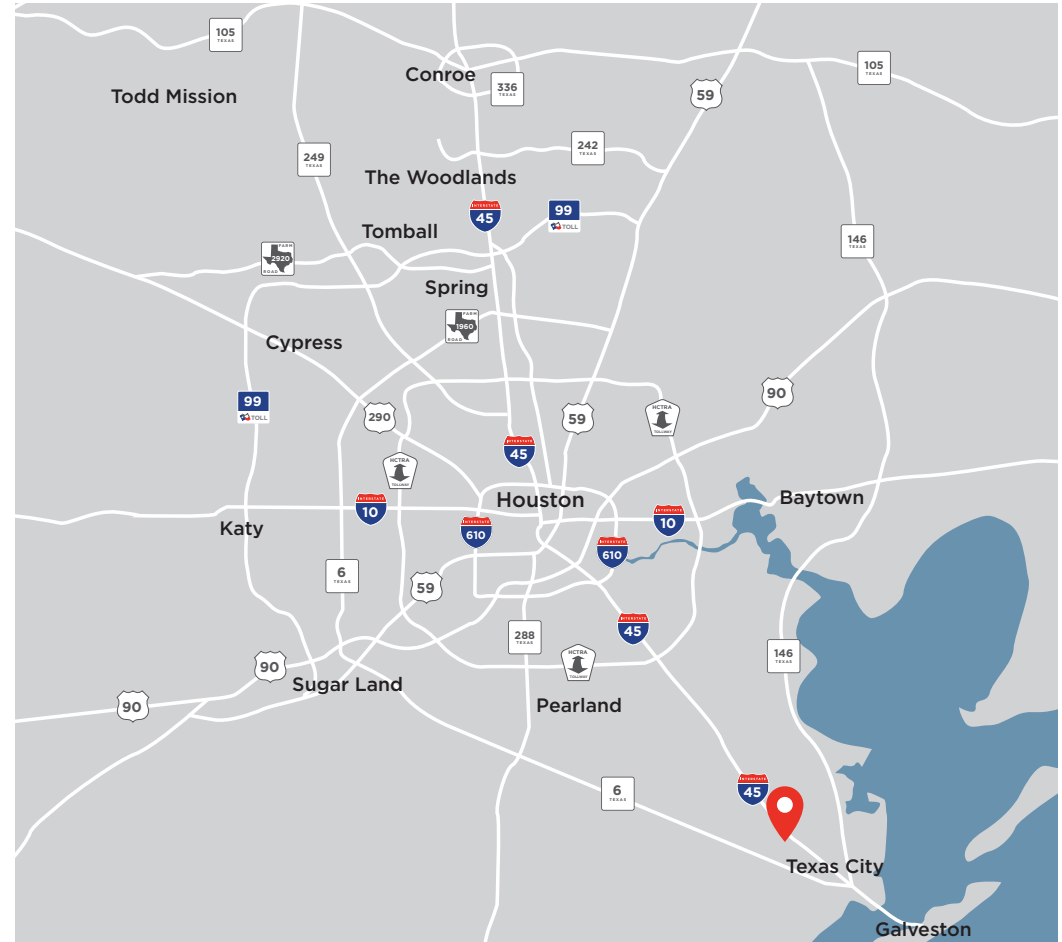 105
TEXAS
Conroe
105
TEXAS
336
TEXAS
59
Todd Mission
249
TEXAS
242
TEXAS
The Woodlands
INTERSTATE
45
99
TOLL
Tomball
146
TEXAS
FARM
2920
ROAD
Spring
FARM
1960
ROAD
Cypress
99
TOLL
290
59
HCTRA
TOLLWAY
90
INTERSTATE
45
HCTRA
TOLLWAY
Houston
Baytown
INTERSTATE
10
Katy
INTERSTATE
610
INTERSTATE
10
INTERSTATE
610
6
TEXAS
59
INTERSTATE
45
288
TEXAS
HCTRA
TOLLWAY
146
TEXAS
90
Sugar Land
90
Pearland
6
TEXAS
INTERSTATE
45
Texas City
Galveston